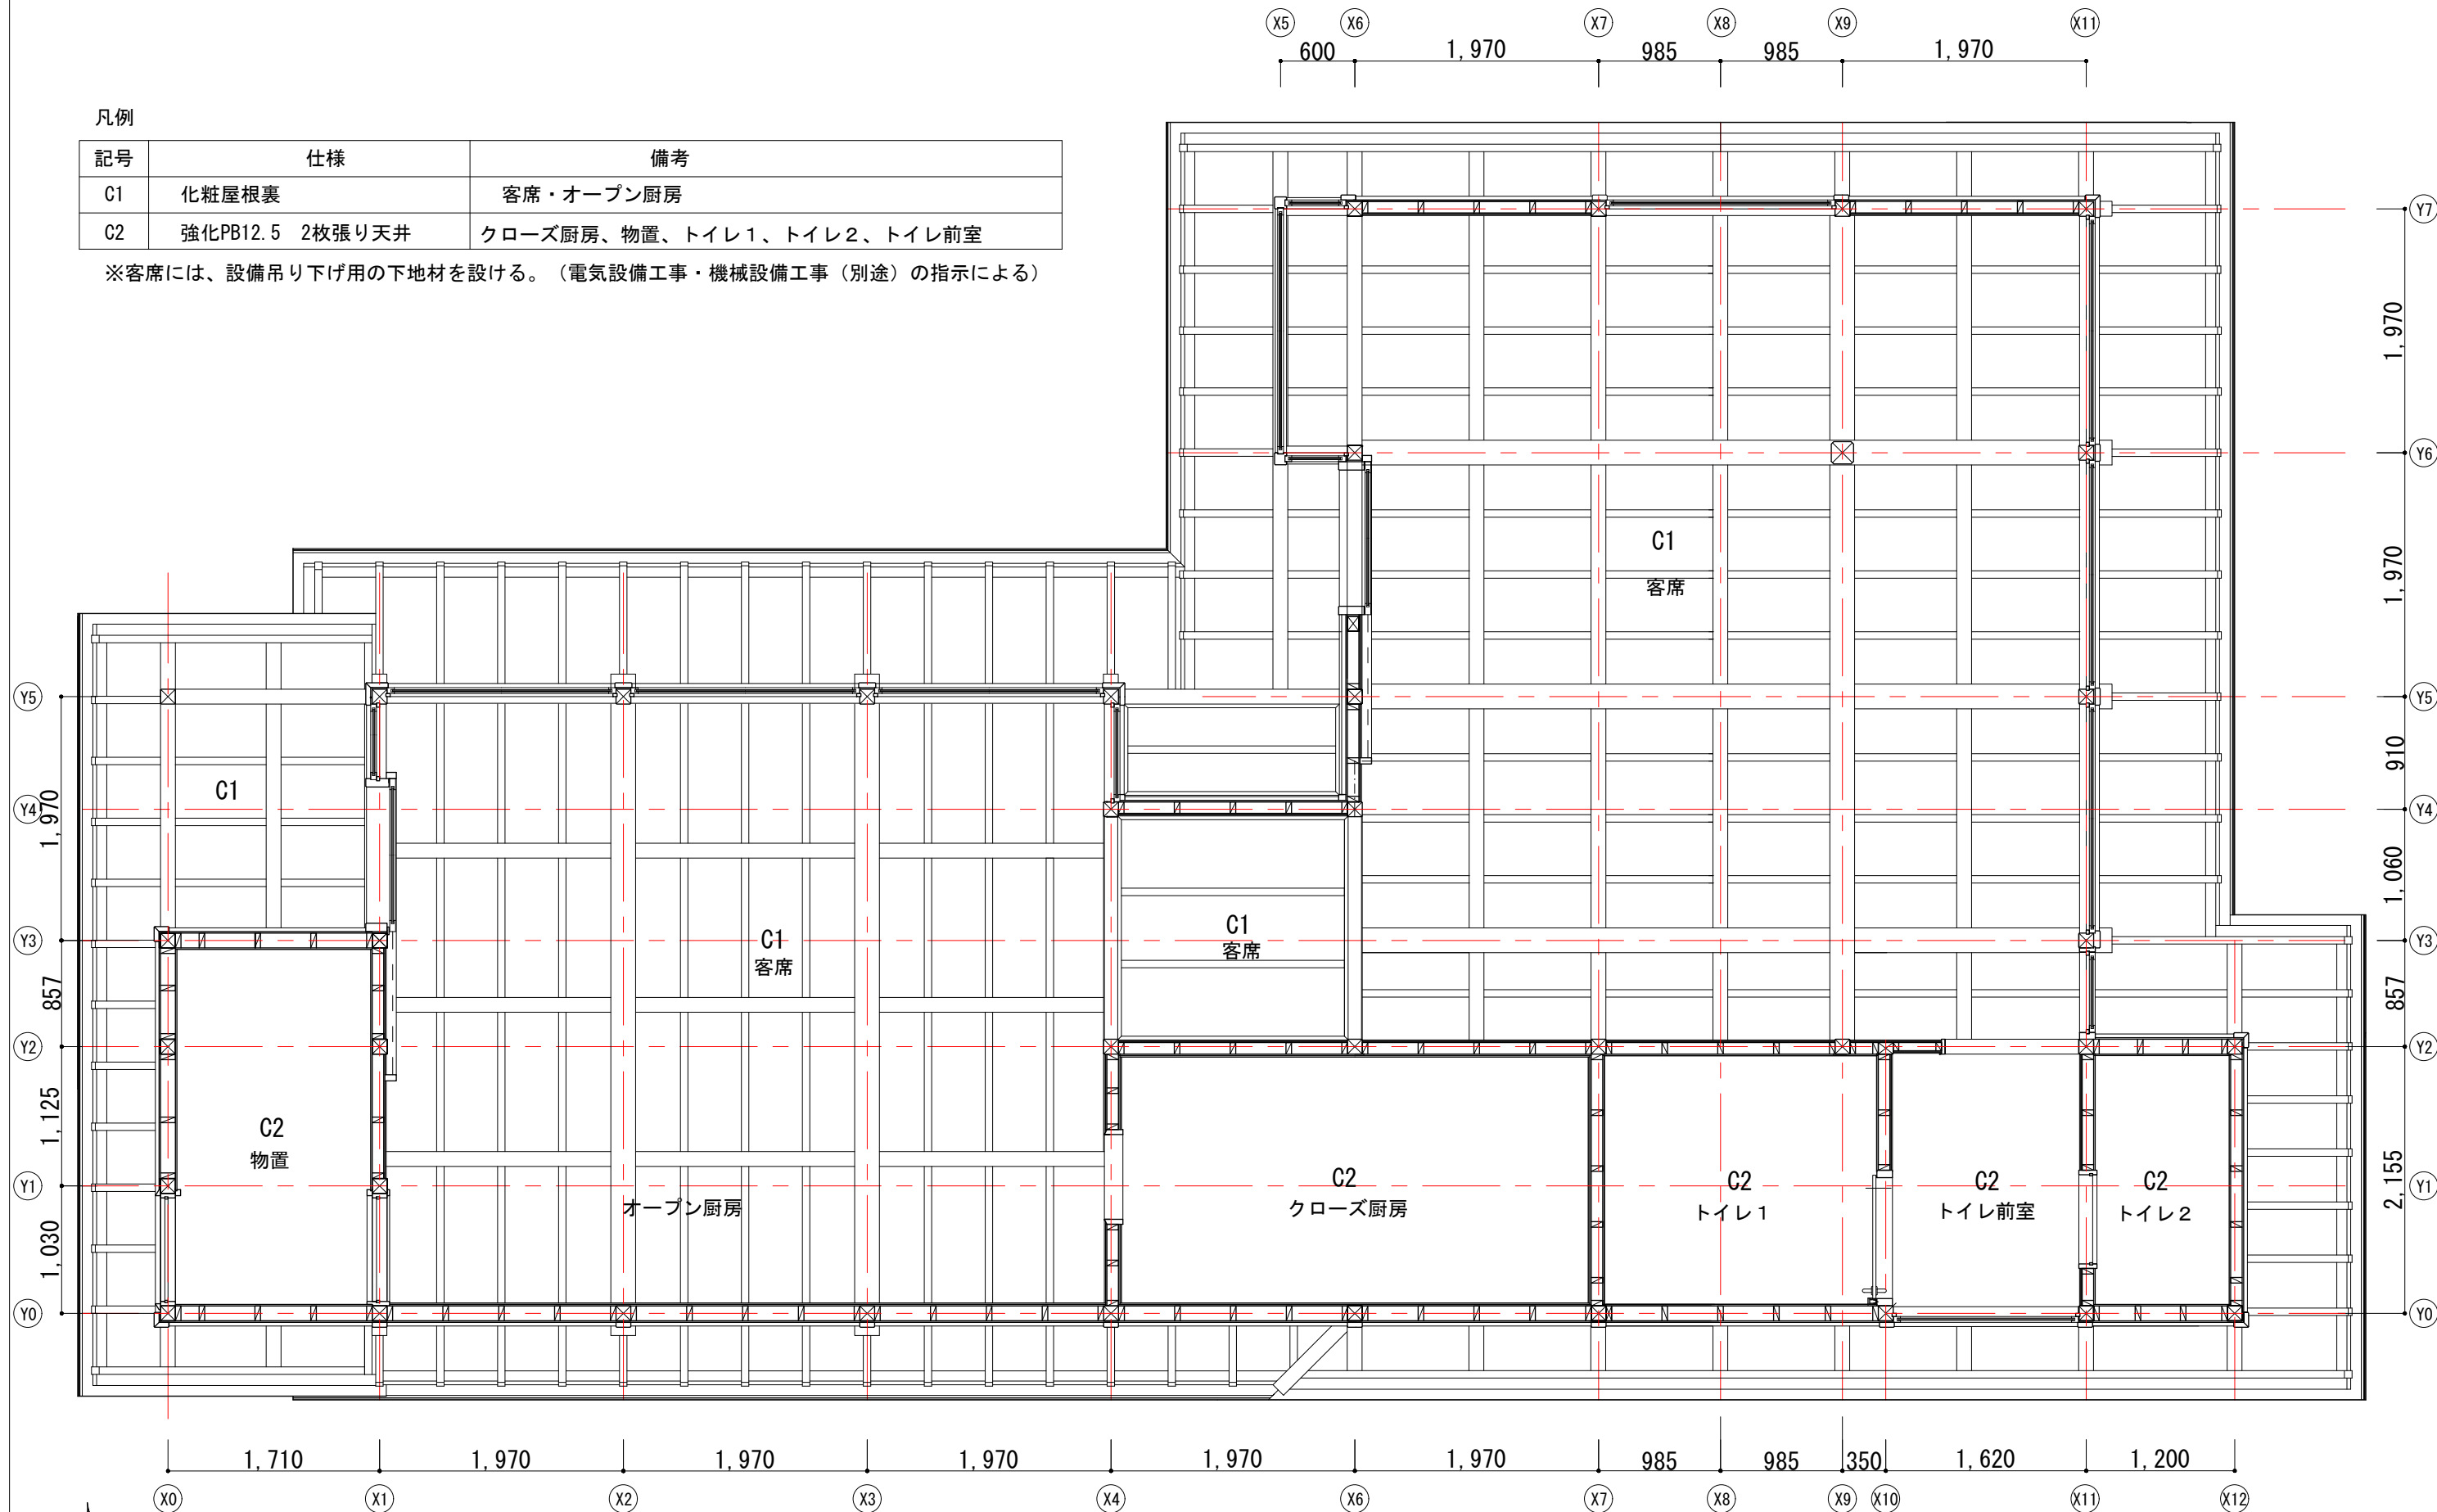 X5 X6 X7 X8 X9 X11
600 1,970 985 985 1,970
凡例
記号 仕様 備考
C1 化粧屋根裏 客席・オープン厨房
C2 強化PB12.5 2枚張り天井 クローズ厨房、物置、トイレ１、トイレ２、トイレ前室
※客席には、設備吊り下げ用の下地材を設ける。（電気設備工事・機械設備工事（別途）の指示による）
Y7
1,970
Y6
C1
客席
1,970
Y5 Y5
C1
910
1,970
Y4 Y4
1,060
C1
客席
C1
客席
Y3 Y3
857 857
Y2 Y2
1,125
C2
物置
オープン厨房
C2
クローズ厨房
C2
トイレ１
C2
トイレ前室
C2
トイレ２
2,155
Y1 Y1
1,030
Y0 Y0
1,710 1,970 1,970 1,970 1,970 1,970 985 985 350 1,620 1,200
X0 X1 X2 X3 X4 X6 X7 X8 X9 X10 X11 X12